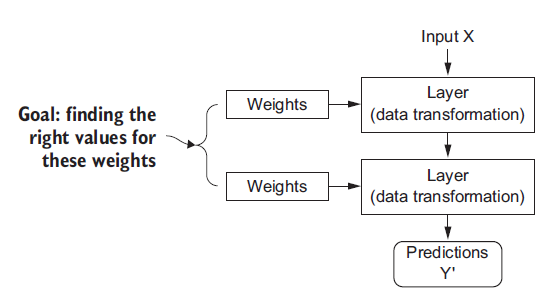 Input X
Goal: finding the
right values for
these weights
Weights
Layer
(data transformation)
Weights
Layer
(data transformation)
Predictions
Y'